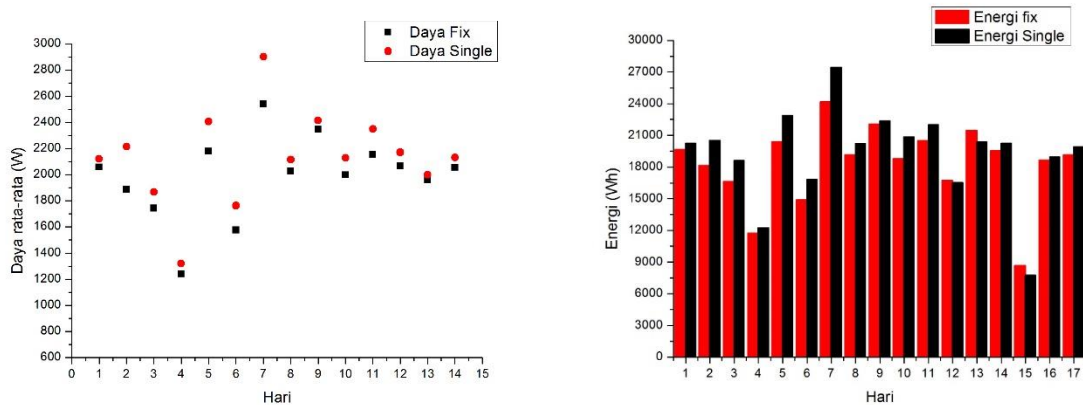 Daya Fix
Daya Single
Daya rata-rata (W)
3000
2800
2600
2400
2200
2000
1800
1600
1400
1200
1000
800
600
0 1 2 3 4 5 6 7 8 9 10 11 12 13 14 15
Hari
Energi fix
Energi Single
Energi (Wh)
30000
27000
24000
21000
18000
15000
12000
9000
6000
3000
0
1 2 3 4 5 6 7 8 9 10 11 12 13 14 15 16 17
Hari